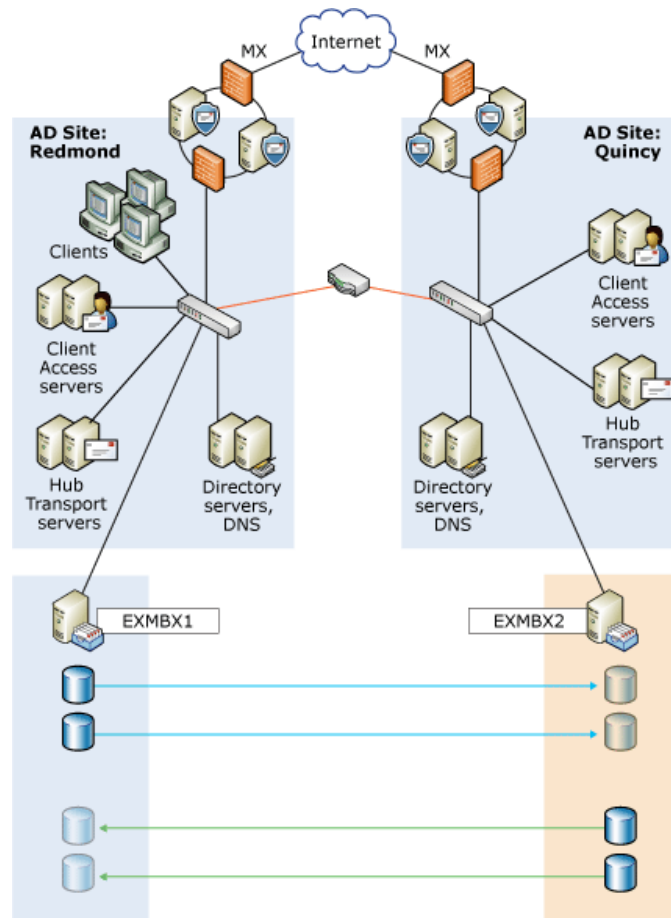 Internet
MX
MX
AD Site:
Redmond
AD Site:
Quincy
Clients
Client
Access
servers
Client
Access
servers
Hub
Transport
servers
Hub
Transport
servers
Directory
servers,
DNS
Directory
servers,
DNS
EXMBX1
EXMBX2